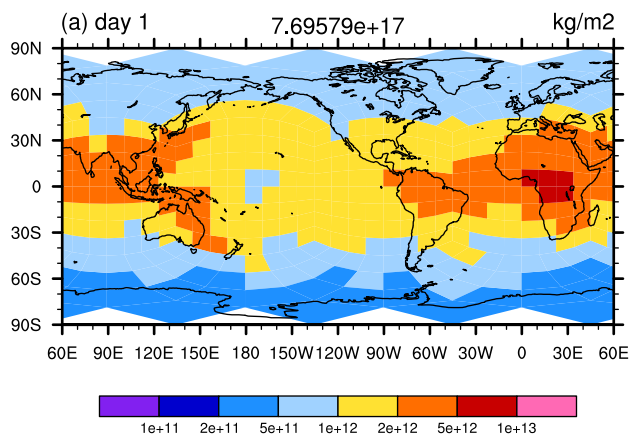 (a) day 1 7.69579e+17 kg/m2
90N
60N
30N
0
30S
60S
90S
60E 90E 120E 150E 180 150W 120W 90W 60W 30W 0 30E 60E
1e+11 2e+11 5e+11 1e+12 2e+12 5e+12 1e+13